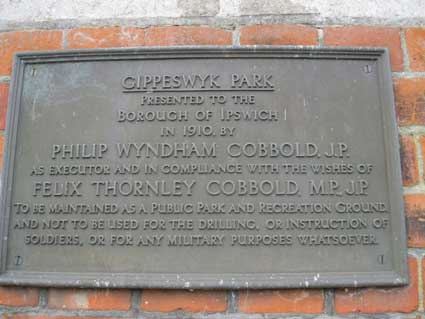 GIPPESWYK PARK
PRESENTED TO THE
BOROUGH OF IPSWICH
IN 1910, BY
PHILIP WYNDHAM COBBOLD, J.P.
AS EXECUTOR AND IN COMPLIANCE WITH THE WISHES OF
FELIX THORNLEY COBBOLD, M.P., J.P.
TO BE MAINTAINED AS A PUBLIC PARK AND RECREATION GROUND
AND NOT TO BE USED FOR THE DRILLING, OR INSTRUCTION OF
SOLDIERS, OR FOR ANY MILITARY PURPOSES WHATSOEVER.